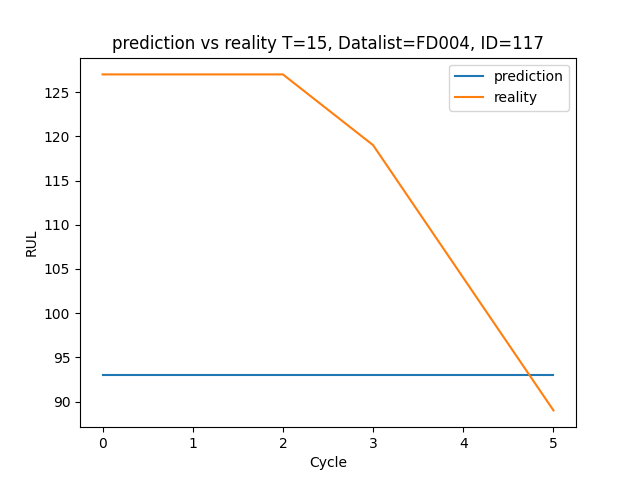 prediction vs reality T=15, Datalist=FD004, ID=117
prediction
reality
125
120
115
110
105
100
95
90
RUL
0 1 2 3 4 5
Cycle